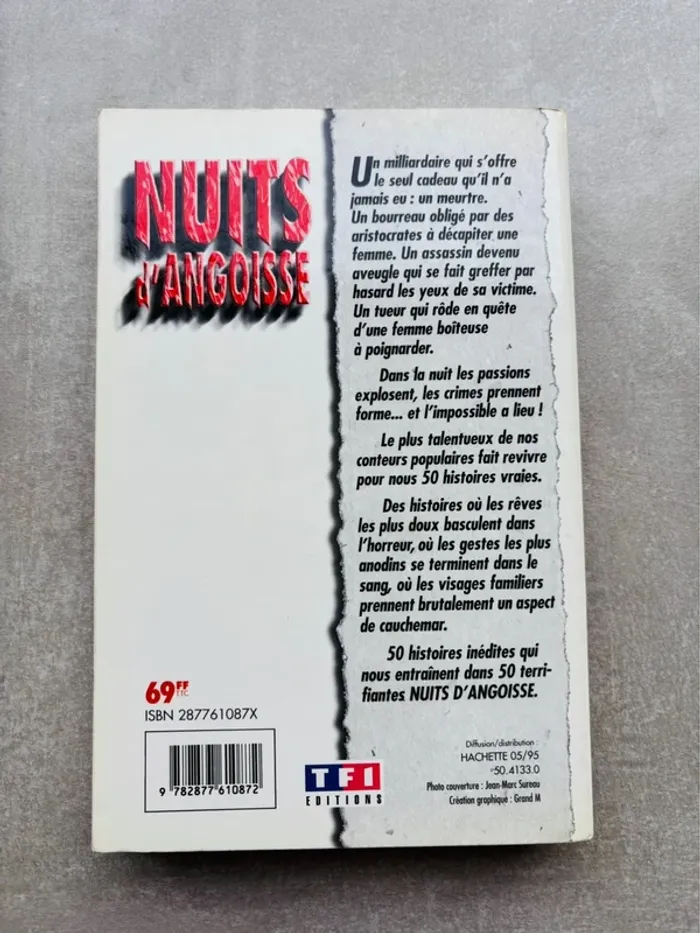 NUITS
d'ANGOISSE
Un milliardaire qui s'offre
le seul cadeau qu'il n'a
jamais eu : un meurtre.
Un bourreau obligé par des
aristocrates à décapiter une
femme. Un assassin devenu
aveugle qui se fait greffer par
hasard les yeux de sa victime.
Un tueur qui rôde en quête
d'une femme boîteuse
à poignarder.
Dans la nuit les passions
explosent, les crimes prennent
forme... et l'impossible a lieu !
Le plus talentueux de nos
conteurs populaires fait revivre
pour nous 50 histoires vraies.
Des histoires où les rêves
les plus doux basculent dans
l'horreur, où les gestes les plus
anodins se terminent dans le
sang, où les visages familiers
prennent brutalement un aspect
de cauchemar.
50 histoires inédites qui
nous entraînent dans 50 terri-
fiantes NUITS D'ANGOISSE.
69 FF
TTC
ISBN 287761087X
9 782877 610872
TF1
EDITIONS
Diffusion/distribution :
HACHETTE 05/95
50.4133.0
Photo couverture : Jean-Marc Sureau
Création graphique : Grand M